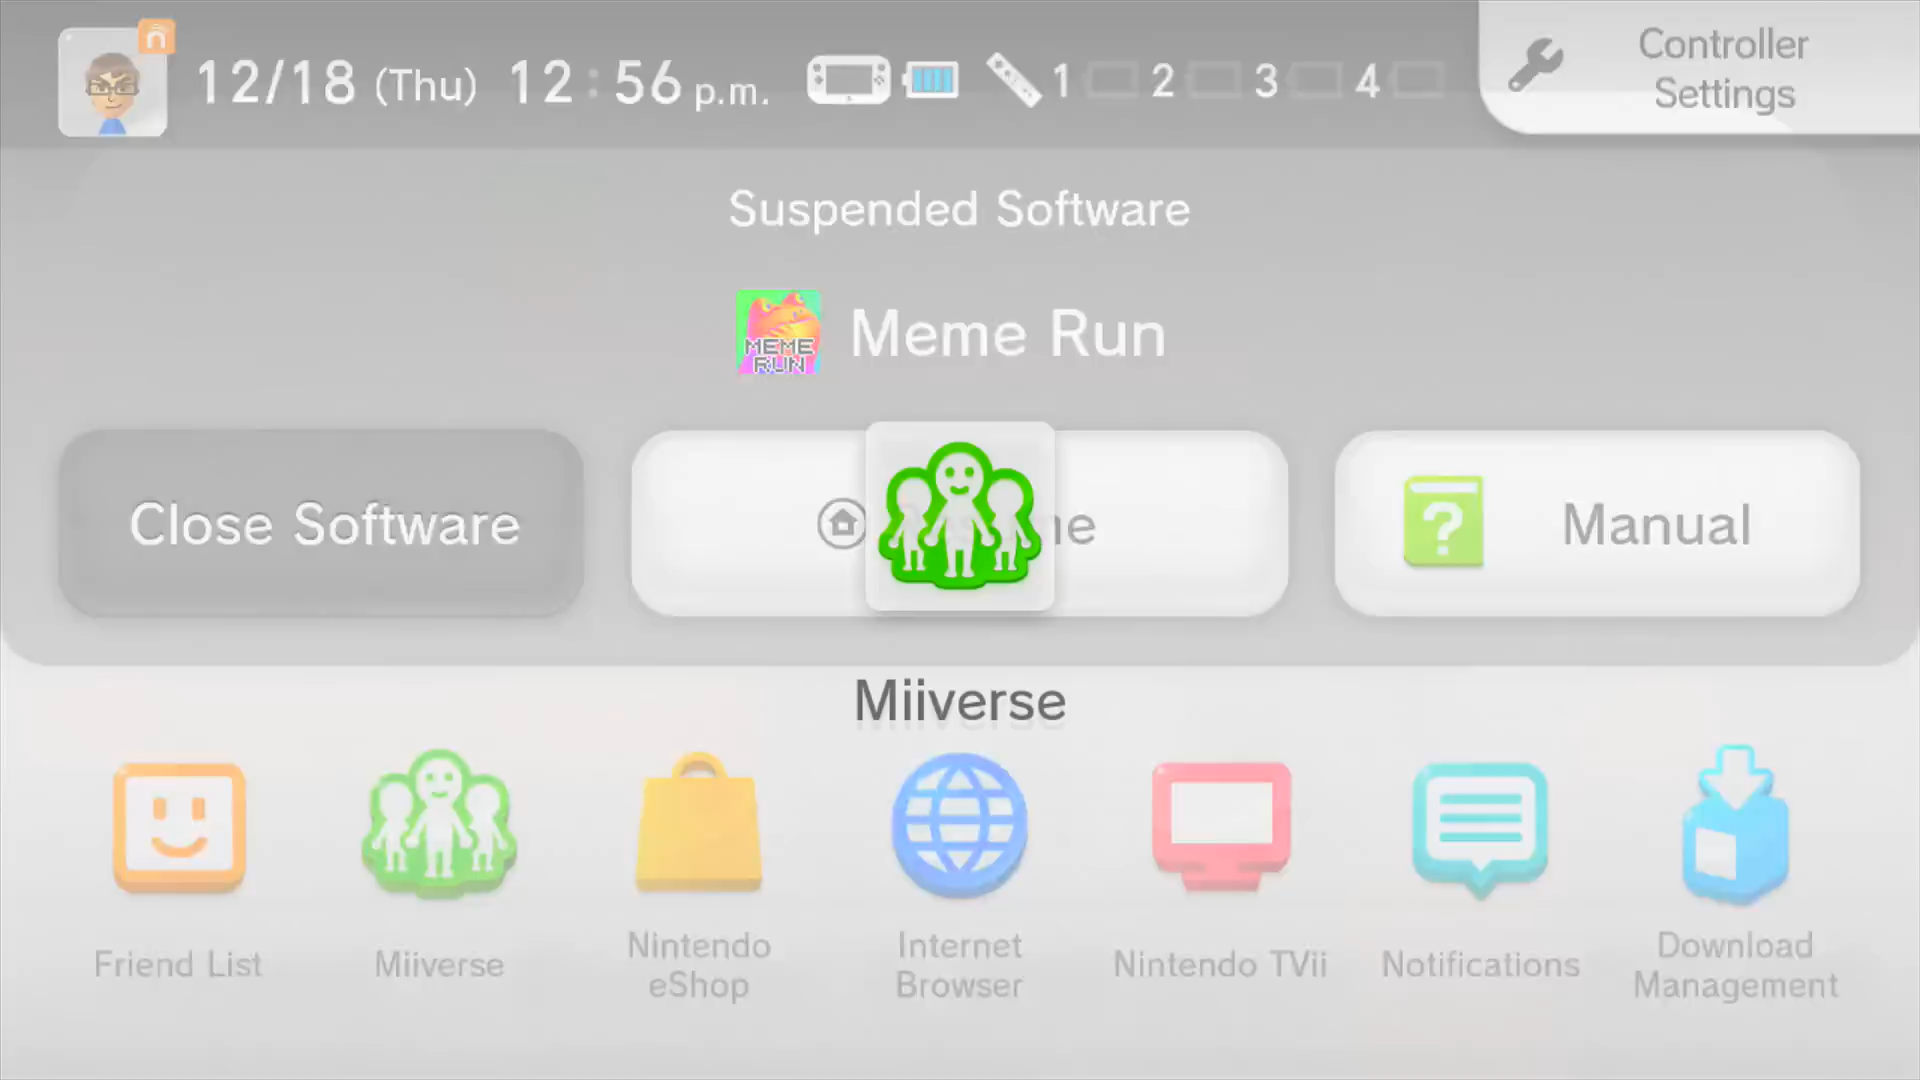 12/18 (Thu) 12:56 p.m.
1 2 3 4
Controller
Settings
Suspended Software
MEME
RUN
Meme Run
Close Software
Manual
Miiverse
Friend List
Miiverse
Nintendo
eShop
Internet
Browser
Nintendo TVii
Notifications
Download
Management